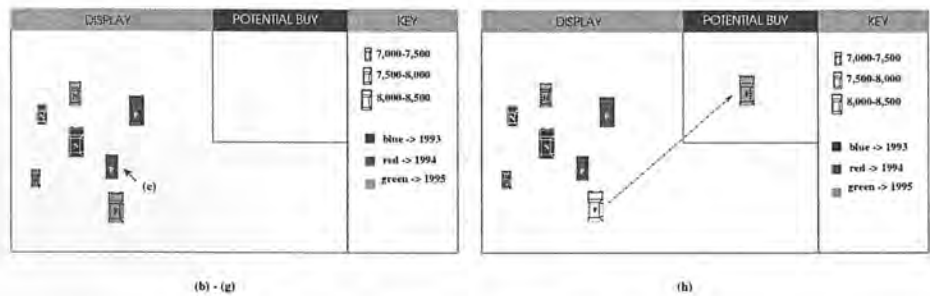 DISPLAY POTENTIAL BUY KEY
7,000-7,500
7,500-8,000
8,000-8,500
blue -> 1993
red -> 1994
green -> 1995
(c)
(b) - (g)
DISPLAY POTENTIAL BUY KEY
7,000-7,500
7,500-8,000
8,000-8,500
blue -> 1993
red -> 1994
green -> 1995
(h)